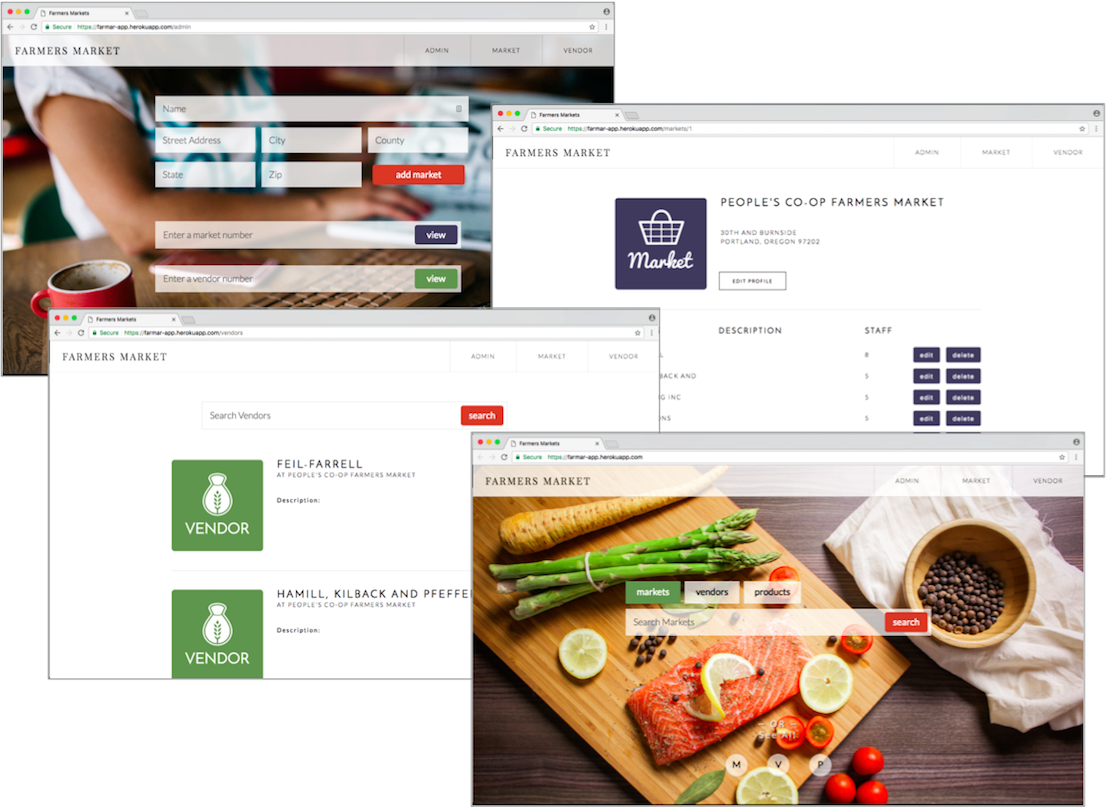 Farmers Markets
Secure https://farmar-app.herokuapp.com/admin
FARMERS MARKET ADMIN MARKET VENDOR
Name
Street Address City County
State Zip add market
Enter a market number view
Enter a vendor number view
Farmers Markets
Secure https://farmar-app.herokuapp.com/markets/1
FARMERS MARKET ADMIN MARKET VENDOR
Market
PEOPLE'S CO-OP FARMERS MARKET
30TH AND BURNSIDE
PORTLAND, OREGON 97202
EDIT PROFILE
DESCRIPTION STAFF
L 8 edit delete
BACK AND 5 edit delete
G INC 5 edit delete
ONS 5 edit delete
Farmers Markets
Secure https://farmar-app.herokuapp.com/vendors
FARMERS MARKET ADMIN MARKET VENDOR
Search Vendors search
VENDOR
FEIL-FARRELL
AT PEOPLE'S CO-OP FARMERS MARKET
Description:
VENDOR
HAMILL, KILBACK AND PFEFFE
AT PEOPLE'S CO-OP FARMERS MARKET
Description:
Farmers Markets
Secure https://farmar-app.herokuapp.com
FARMERS MARKET ADMIN MARKET VENDOR
markets vendors products
Search Markets search
– OR –
See All
M V P